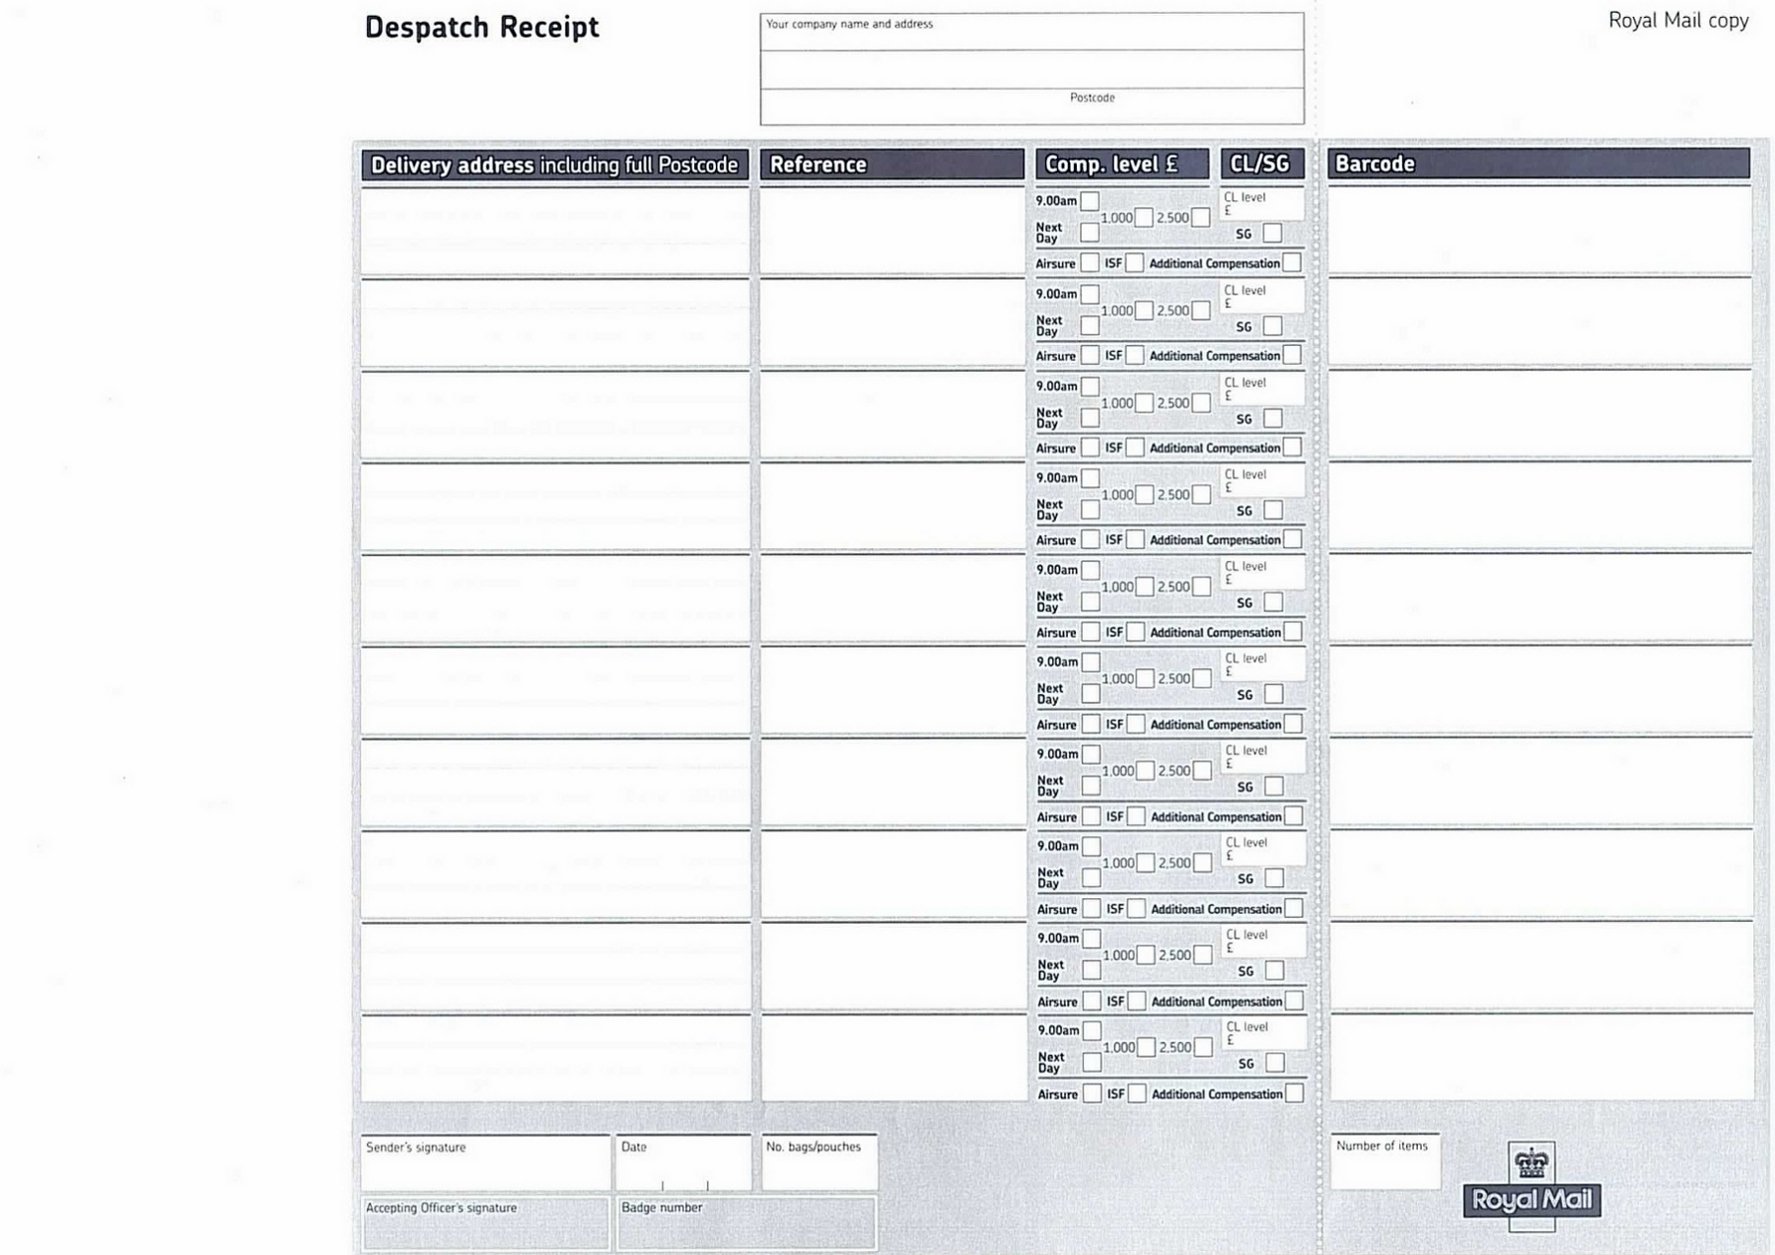 Despatch Receipt
Your company name and address
Postcode
Royal Mail copy
Delivery address including full Postcode Reference Comp. level £ CL/SG Barcode
9.00am 1,000 2,500 CL level £
Next Day SG
Airsure ISF Additional Compensation
9.00am 1,000 2,500 CL level £
Next Day SG
Airsure ISF Additional Compensation
9.00am 1,000 2,500 CL level £
Next Day SG
Airsure ISF Additional Compensation
9.00am 1,000 2,500 CL level £
Next Day SG
Airsure ISF Additional Compensation
9.00am 1,000 2,500 CL level £
Next Day SG
Airsure ISF Additional Compensation
9.00am 1,000 2,500 CL level £
Next Day SG
Airsure ISF Additional Compensation
9.00am 1,000 2,500 CL level £
Next Day SG
Airsure ISF Additional Compensation
9.00am 1,000 2,500 CL level £
Next Day SG
Airsure ISF Additional Compensation
9.00am 1,000 2,500 CL level £
Next Day SG
Airsure ISF Additional Compensation
9.00am 1,000 2,500 CL level £
Next Day SG
Airsure ISF Additional Compensation
Sender's signature Date No. bags/pouches Number of items
Accepting Officer's signature Badge number
Royal Mail